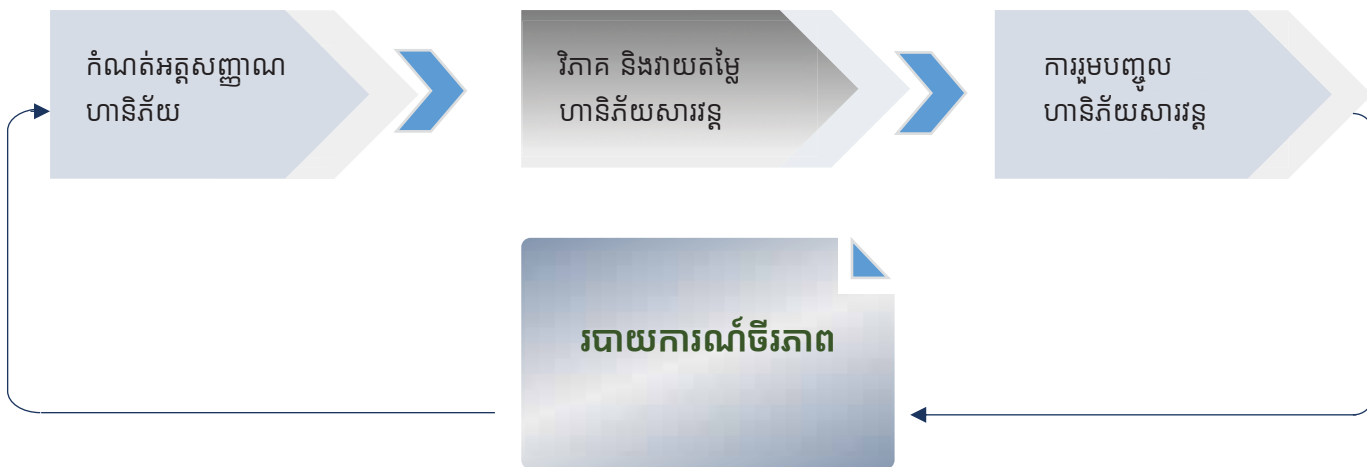 កំណត់អត្តសញ្ញាណ
ហានិភ័យ
វិភាគ និងវាយតម្លៃ
ហានិភ័យសារវន្ត
ការរួមបញ្ចូល
ហានិភ័យសារវន្ត
របាយការណ៍ចីរភាព